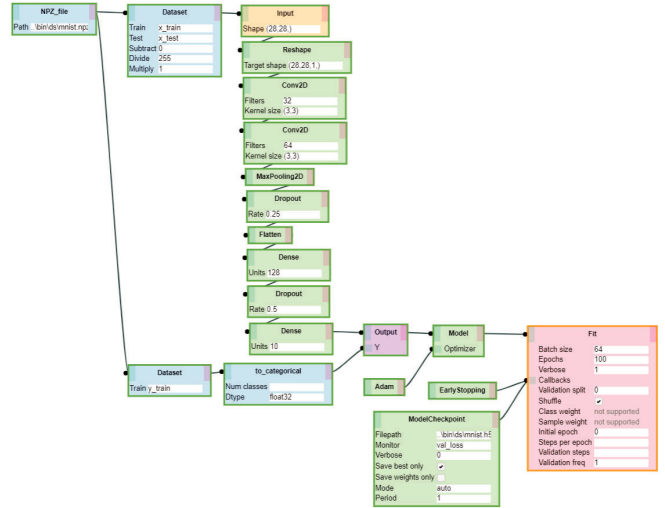 NPZ_file
Path ..\bin\ds\mnist.npz
Dataset
Train x_train
Test x_test
Subtract 0
Divide 255
Multiply 1
Input
Shape (28,28,)
Reshape
Target shape (28,28,1,)
Conv2D
Filters 32
Kernel size (3,3)
Conv2D
Filters 64
Kernel size (3,3)
MaxPooling2D
Dropout
Rate 0.25
Flatten
Dense
Units 128
Dropout
Rate 0.5
Dense
Units 10
Dataset
Train y_train
to_categorical
Num classes
Dtype float32
Output
Y
Model
Optimizer
Adam
EarlyStopping
ModelCheckpoint
Filepath ..\bin\ds\mnist.h5
Monitor val_loss
Verbose 0
Save best only
Save weights only
Mode auto
Period 1
Fit
Batch size 64
Epochs 100
Verbose 1
Callbacks
Validation split 0
Shuffle
Class weight not supported
Sample weight not supported
Initial epoch 0
Steps per epoch
Validation steps
Validation freq 1